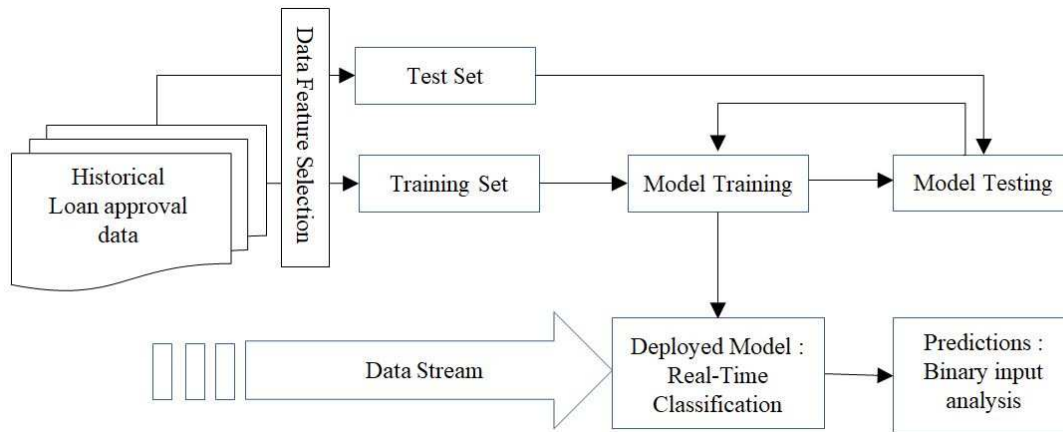 Data Feature Selection
Test Set
Historical
Loan approval
data
Training Set
Model Training
Model Testing
Data Stream
Deployed Model :
Real-Time
Classification
Predictions :
Binary input
analysis